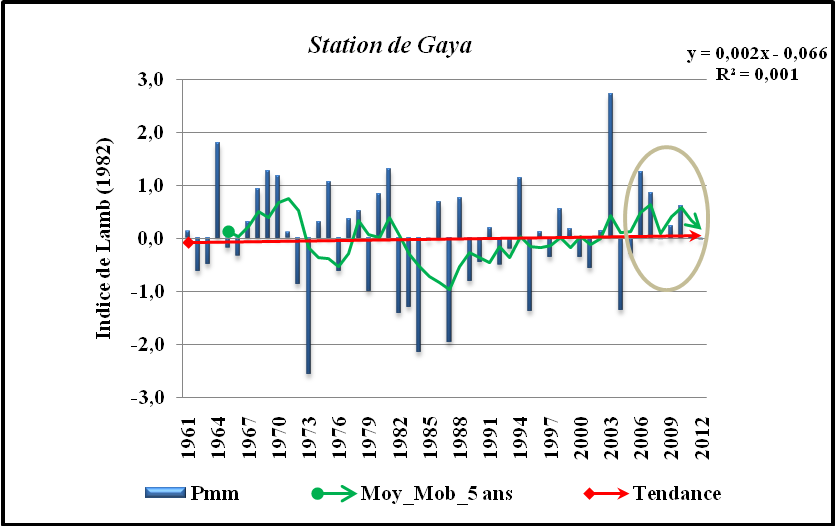 Station de Gaya
y = 0,002x - 0,066
R² = 0,001
Indice de Lamb (1982)
3,0
2,0
1,0
0,0
-1,0
-2,0
-3,0
1961 1964 1967 1970 1973 1976 1979 1982 1985 1988 1991 1994 1997 2000 2003 2006 2009 2012
Pmm Moy_Mob_5 ans Tendance